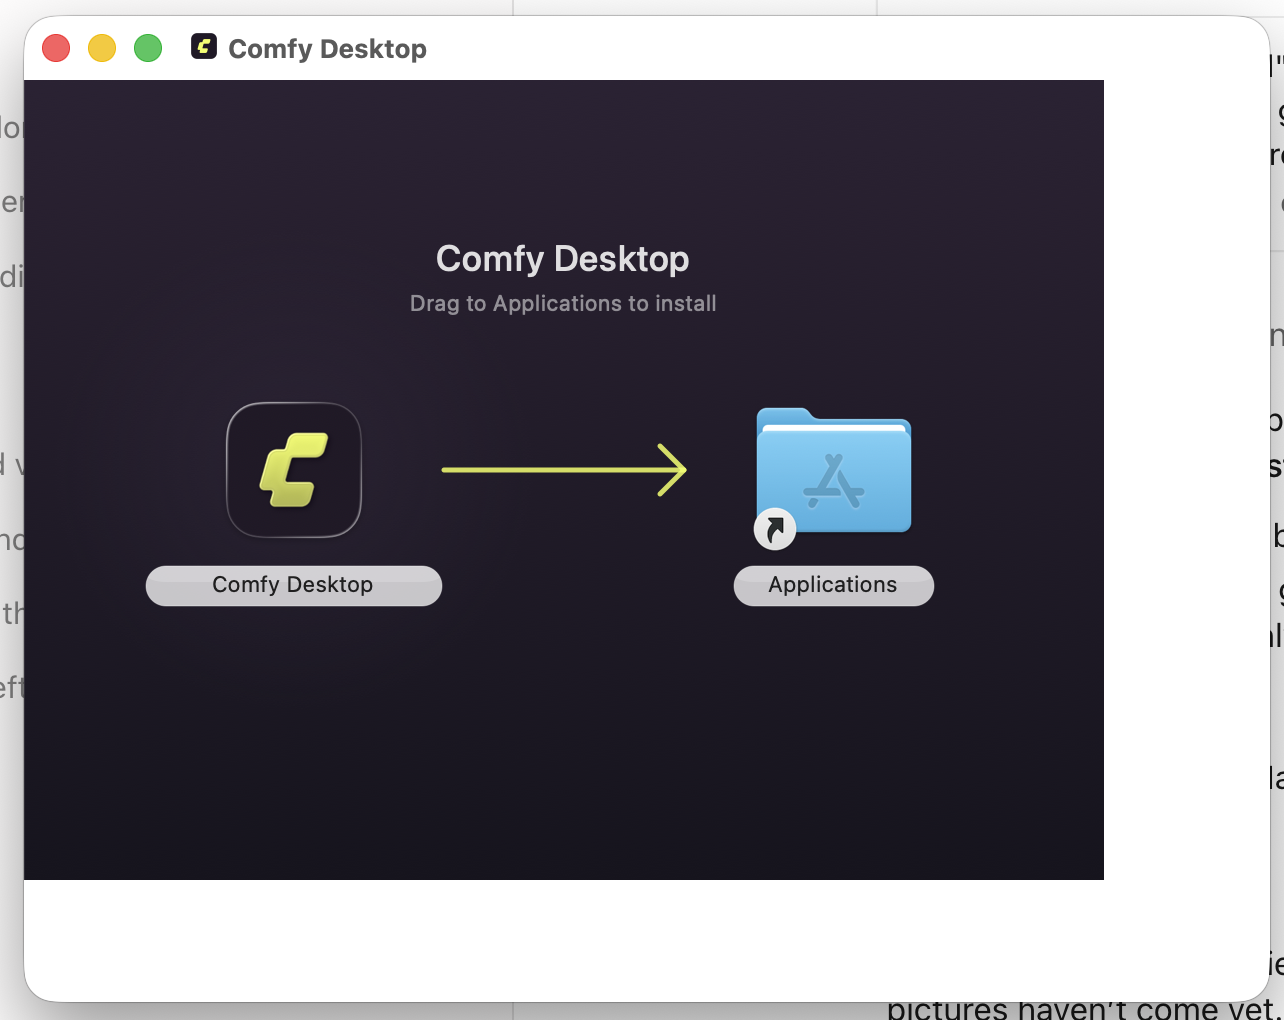 Comfy Desktop
Comfy Desktop
Drag to Applications to install
Comfy Desktop
Applications
pictures haven't come yet.